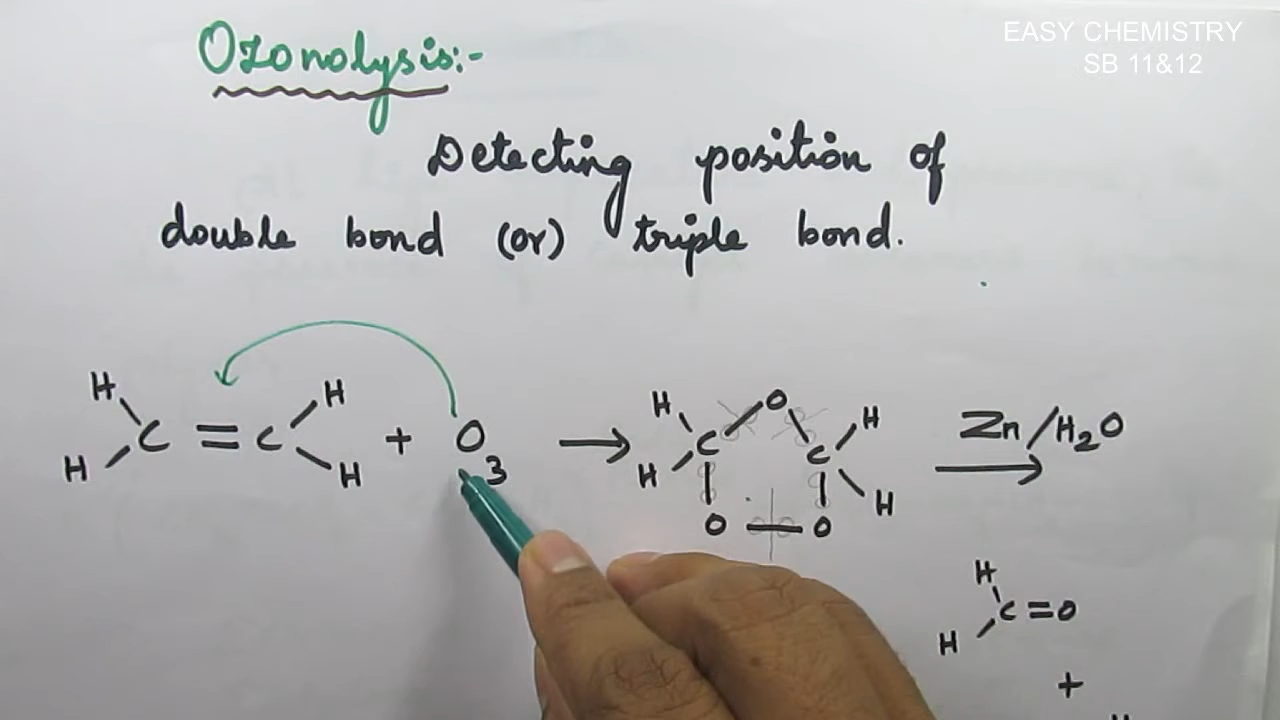 EASY CHEMISTRY
SB 11&12
Ozonolysis:-
Detecting position of
double bond (or) triple bond.
H H C = C H H + O3 → H H C O C H H O — O Zn/H2O →
H H C = O
+
H